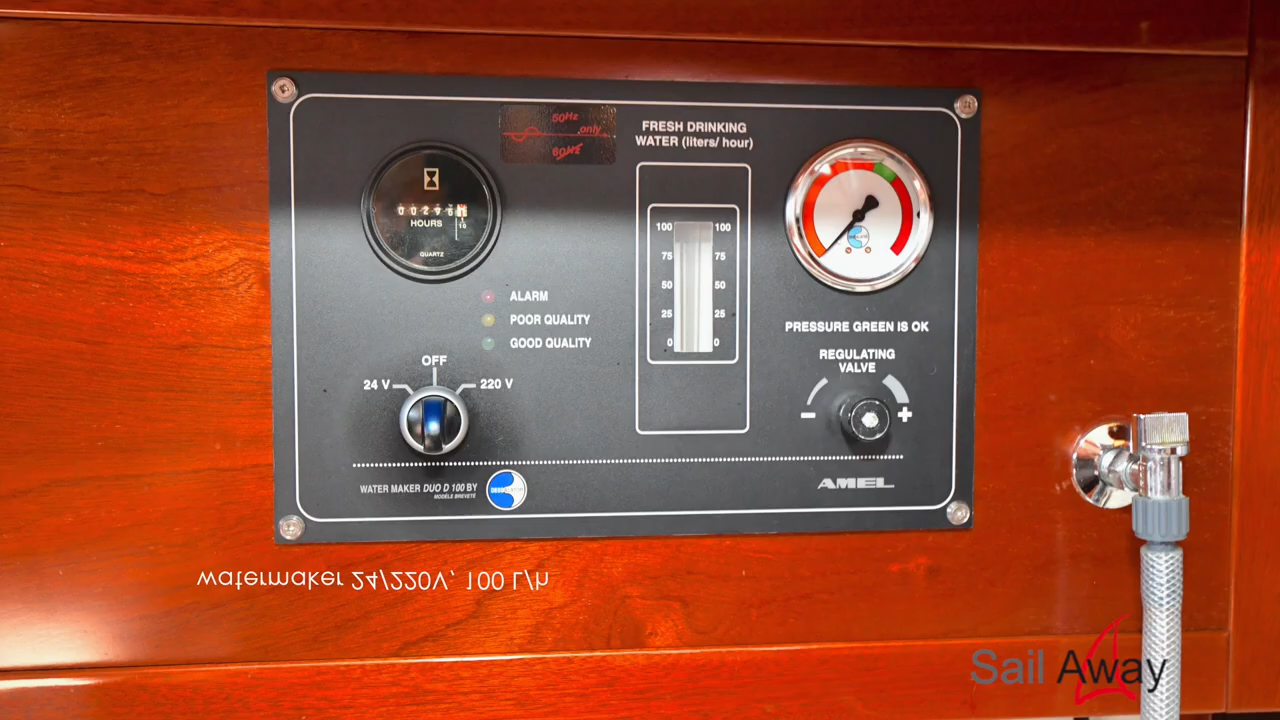 50Hz
only
60Hz
FRESH DRINKING
WATER (liters/ hour)
HOURS
10
QUARTZ
100 100
75 75
50 50
25 25
0 0
ALARM
POOR QUALITY
GOOD QUALITY
PRESSURE GREEN IS OK
REGULATING
VALVE
- +
OFF
24 V 220 V
WATER MAKER DUO D 100 BY
MODÈLE BREVETÉ
AMEL
watermaker 24/220V, 100 L/h
Sail Away